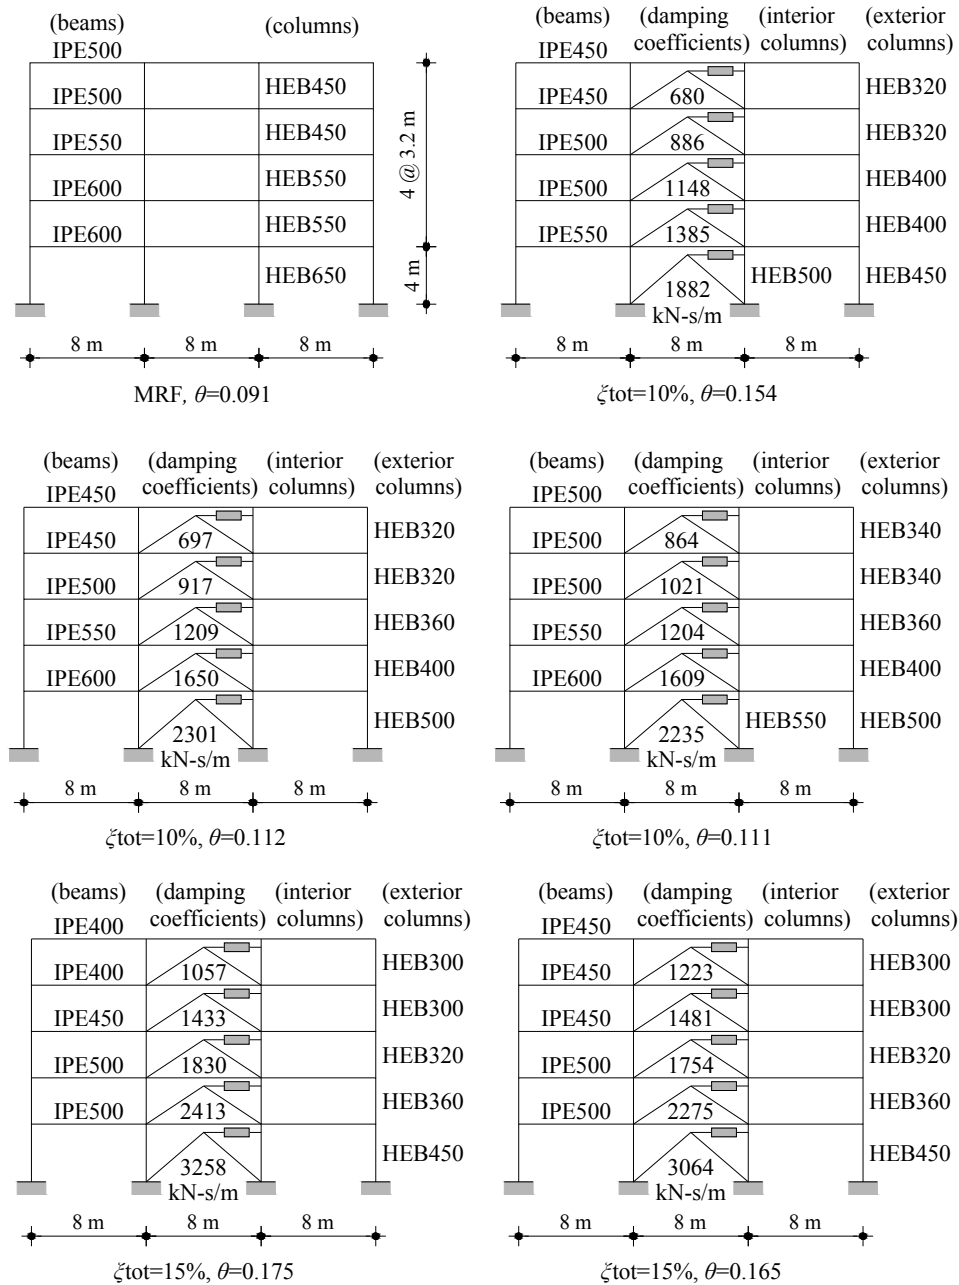 (beams)
(columns)
IPE500
IPE500
HEB450
IPE550
HEB450
IPE600
HEB550
IPE600
HEB550
HEB650
4 @ 3.2 m
4 m
8 m 8 m 8 m
MRF, θ=0.091
(beams) (damping coefficients) (interior columns) (exterior columns)
IPE450
IPE450 680 HEB320
IPE500 886 HEB320
IPE500 1148 HEB400
IPE550 1385 HEB400
1882 HEB500 HEB450
kN-s/m
8 m 8 m 8 m
ξtot=10%, θ=0.154
(beams) (damping coefficients) (interior columns) (exterior columns)
IPE450
IPE450 697 HEB320
IPE500 917 HEB320
IPE550 1209 HEB360
IPE600 1650 HEB400
2301 HEB500
kN-s/m
8 m 8 m 8 m
ξtot=10%, θ=0.112
(beams) (damping coefficients) (interior columns) (exterior columns)
IPE500
IPE500 864 HEB340
IPE500 1021 HEB340
IPE550 1204 HEB360
IPE600 1609 HEB400
2235 HEB550 HEB500
kN-s/m
8 m 8 m 8 m
ξtot=10%, θ=0.111
(beams) (damping coefficients) (interior columns) (exterior columns)
IPE400
IPE400 1057 HEB300
IPE450 1433 HEB300
IPE500 1830 HEB320
IPE500 2413 HEB360
3258 HEB450
kN-s/m
8 m 8 m 8 m
ξtot=15%, θ=0.175
(beams) (damping coefficients) (interior columns) (exterior columns)
IPE450
IPE450 1223 HEB300
IPE450 1481 HEB300
IPE500 1754 HEB320
IPE500 2275 HEB360
3064 HEB450
kN-s/m
8 m 8 m 8 m
ξtot=15%, θ=0.165